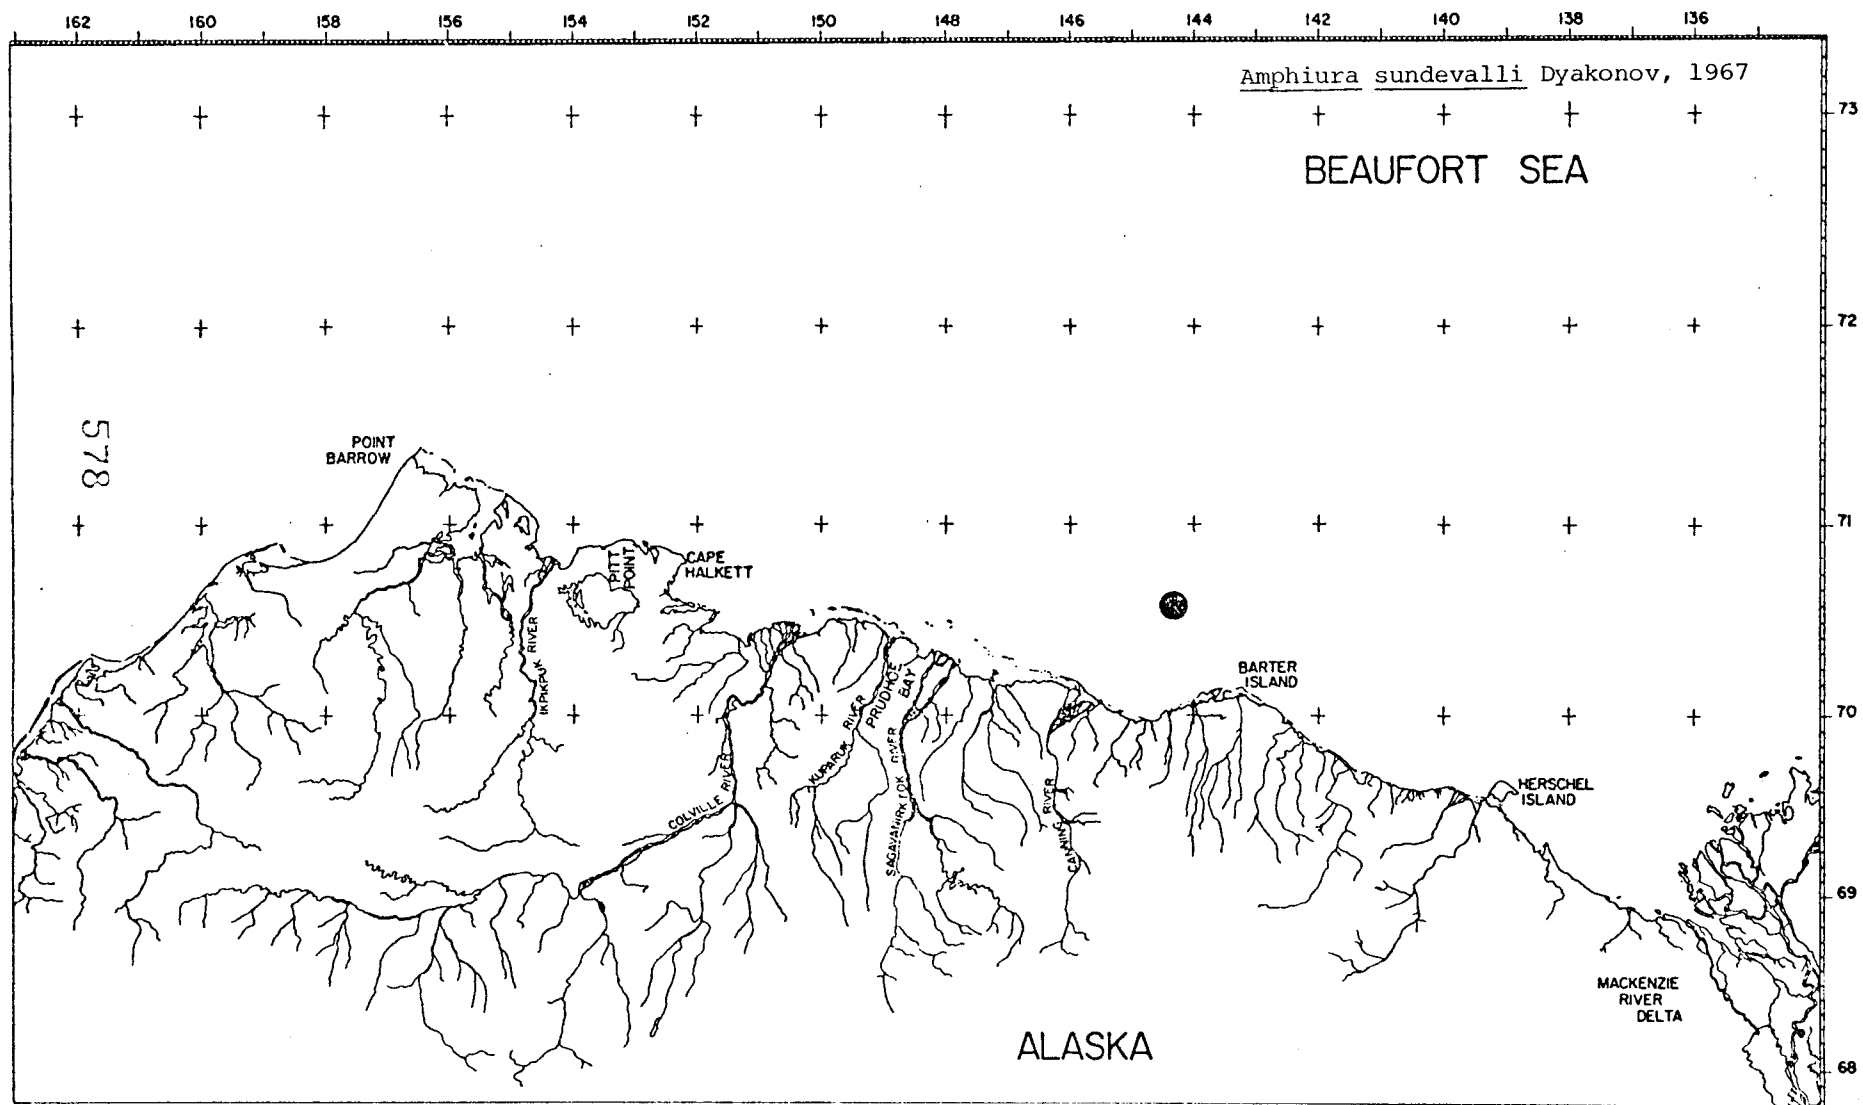 162 160 158 156 154 152 150 148 146 144 142 140 138 136
Amphiura sundevalli Dyakonov, 1967
73
BEAUFORT SEA
72
578
POINT
BARROW
71
PITT
POINT
CAPE
HALKETT
IKPIKPUK RIVER
BARTER
ISLAND
PRUDHOE
BAY
70
KUPARUK RIVER
COLVILLE RIVER
SAGAVANIRKTOK RIVER
CANNING RIVER
HERSCHEL
ISLAND
69
MACKENZIE
RIVER
DELTA
ALASKA
68